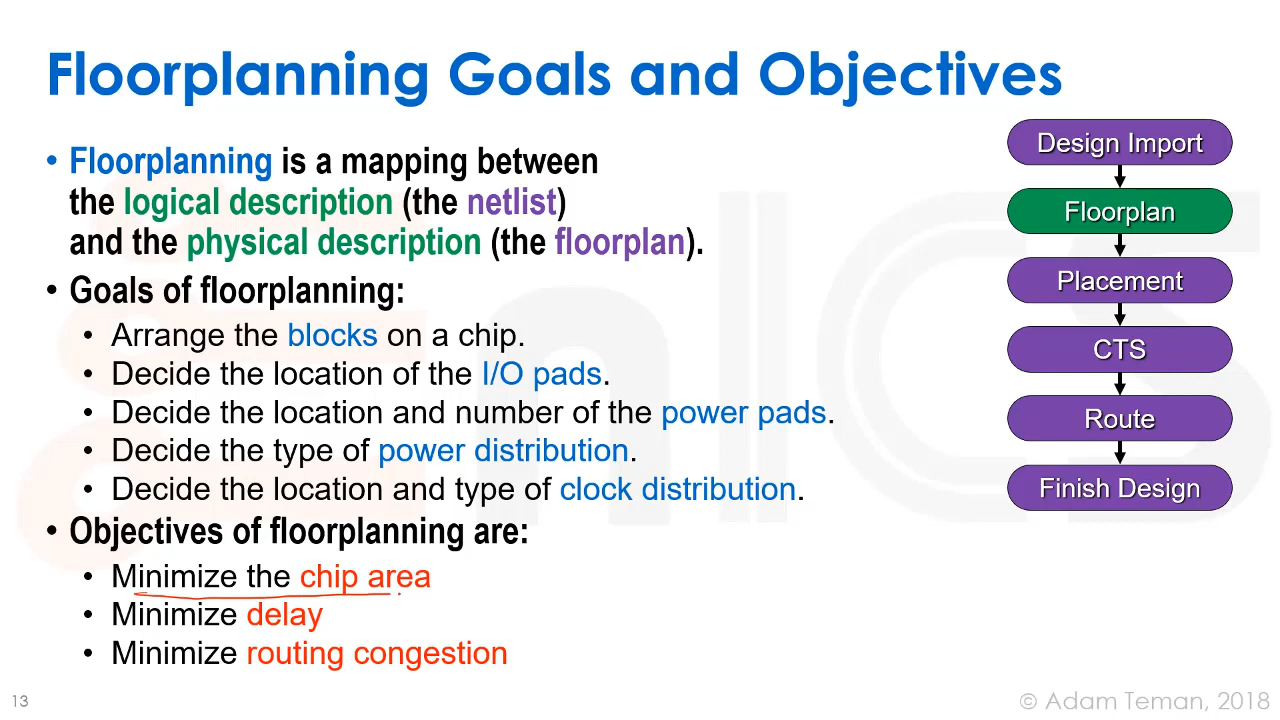 Floorplanning Goals and Objectives
• Floorplanning is a mapping between
the logical description (the netlist)
and the physical description (the floorplan).
• Goals of floorplanning:
• Arrange the blocks on a chip.
• Decide the location of the I/O pads.
• Decide the location and number of the power pads.
• Decide the type of power distribution.
• Decide the location and type of clock distribution.
• Objectives of floorplanning are:
• Minimize the chip area
• Minimize delay
• Minimize routing congestion
Design Import
Floorplan
Placement
CTS
Route
Finish Design
13
© Adam Teman, 2018